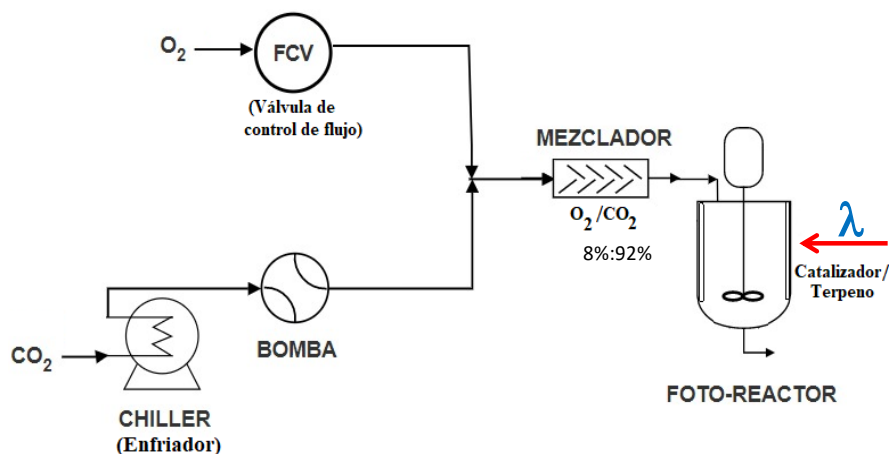 O2
FCV
(Válvula de
control de flujo)
MEZCLADOR
O2/CO2
8%:92%
λ
Catalizador/
Terpeno
BOMBA
CO2
CHILLER
(Enfriador)
FOTO-REACTOR